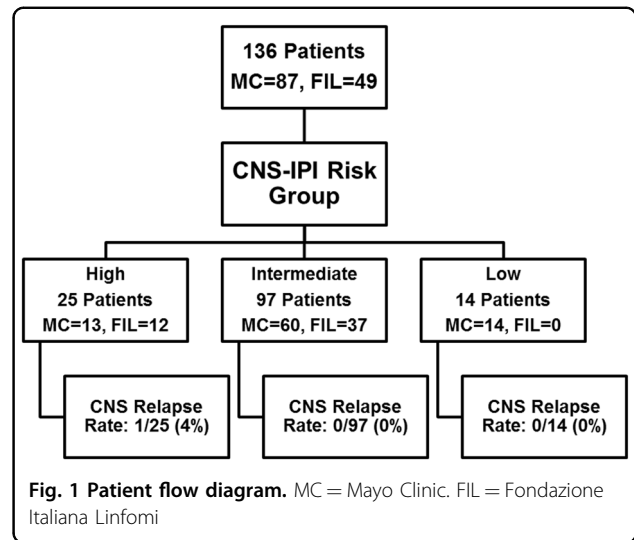 136 Patients
MC=87, FIL=49
CNS-IPI Risk
Group
High
25 Patients
MC=13, FIL=12
Intermediate
97 Patients
MC=60, FIL=37
Low
14 Patients
MC=14, FIL=0
CNS Relapse
Rate: 1/25 (4%)
CNS Relapse
Rate: 0/97 (0%)
CNS Relapse
Rate: 0/14 (0%)
Fig. 1 Patient flow diagram. MC = Mayo Clinic. FIL = Fondazione
Italiana Linfomi